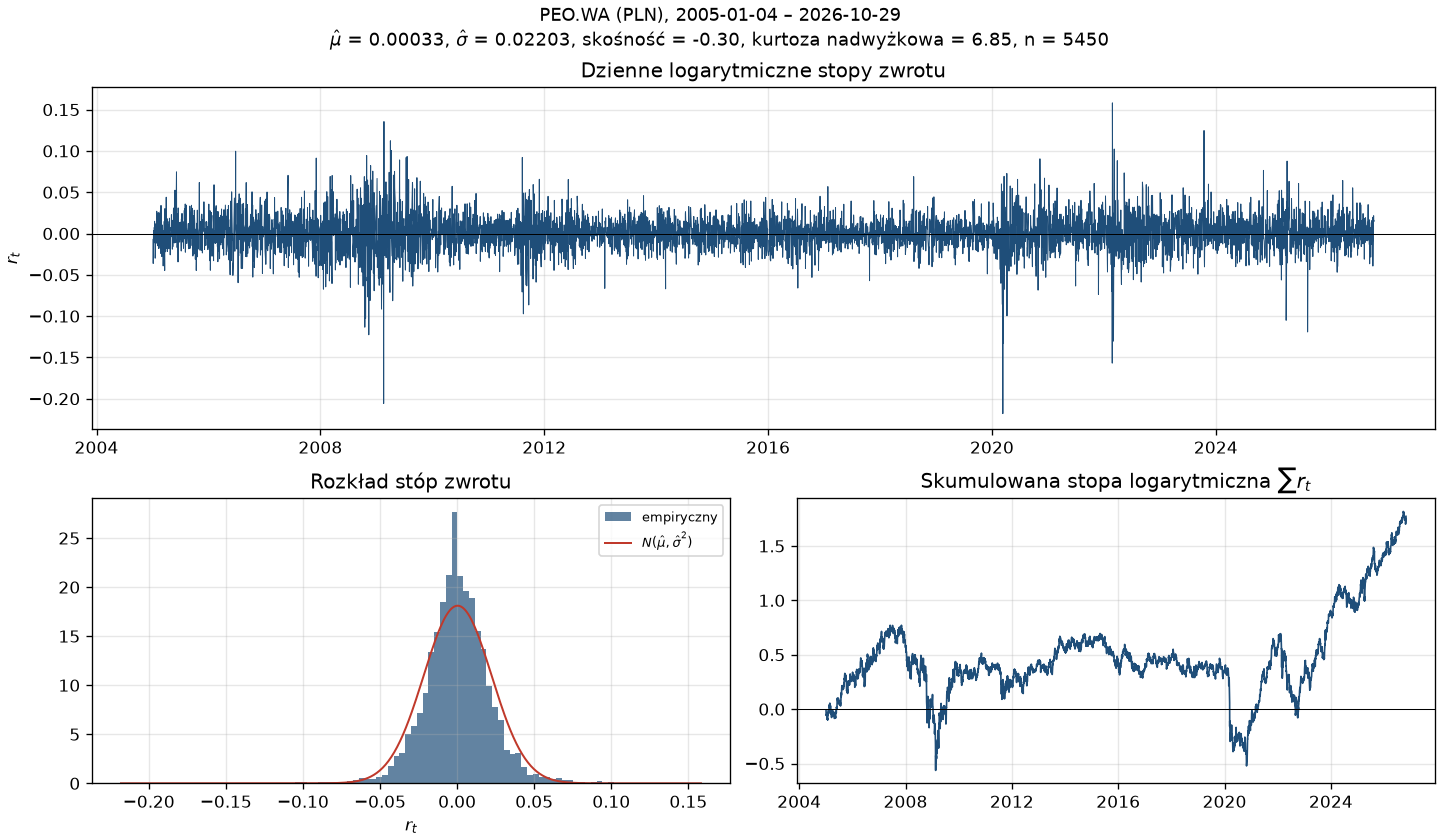 PEO.WA (PLN), 2005-01-04 – 2026-10-29
μ̂ = 0.00033, σ̂ = 0.02203, skośność = -0.30, kurtoza nadwyżkowa = 6.85, n = 5450
Dzienne logarytmiczne stopy zwrotu
0.15
0.10
0.05
0.00
−0.05
−0.10
−0.15
−0.20
r_t
2004 2008 2012 2016 2020 2024
Rozkład stóp zwrotu
empiryczny
N(μ̂, σ̂²)
25
20
15
10
5
0
−0.20 −0.15 −0.10 −0.05 0.00 0.05 0.10 0.15
r_t
Skumulowana stopa logarytmiczna ∑r_t
1.5
1.0
0.5
0.0
−0.5
2004 2008 2012 2016 2020 2024